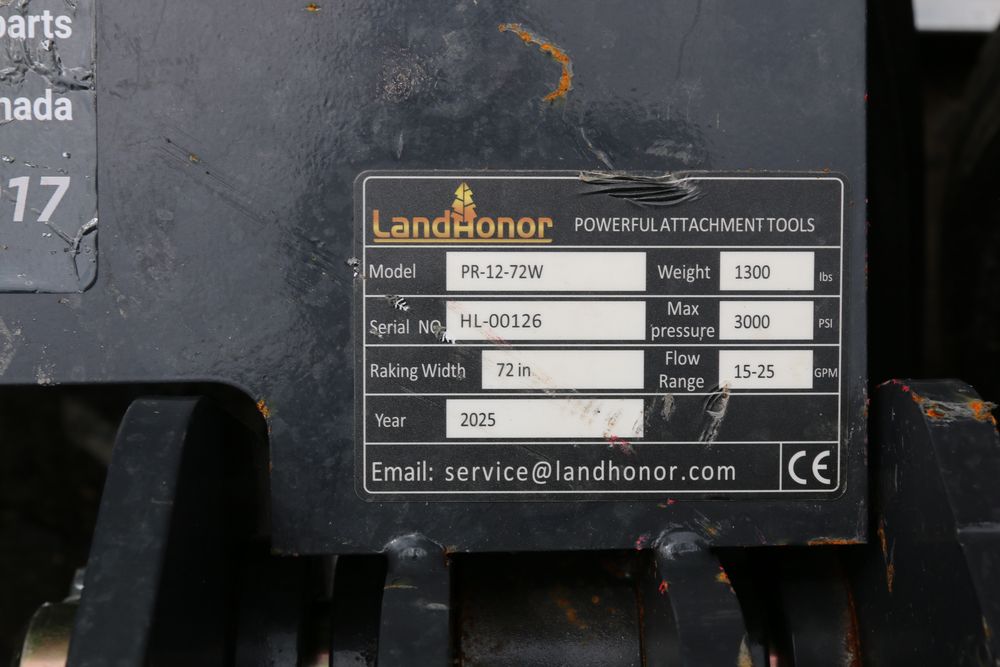 parts
nada
17
LandHonor POWERFUL ATTACHMENT TOOLS
Model PR-12-72W Weight 1300 lbs
Serial NO. HL-00126 Max pressure 3000 PSI
Raking Width 72 in Flow Range 15-25 GPM
Year 2025
Email: service@landhonor.com CE